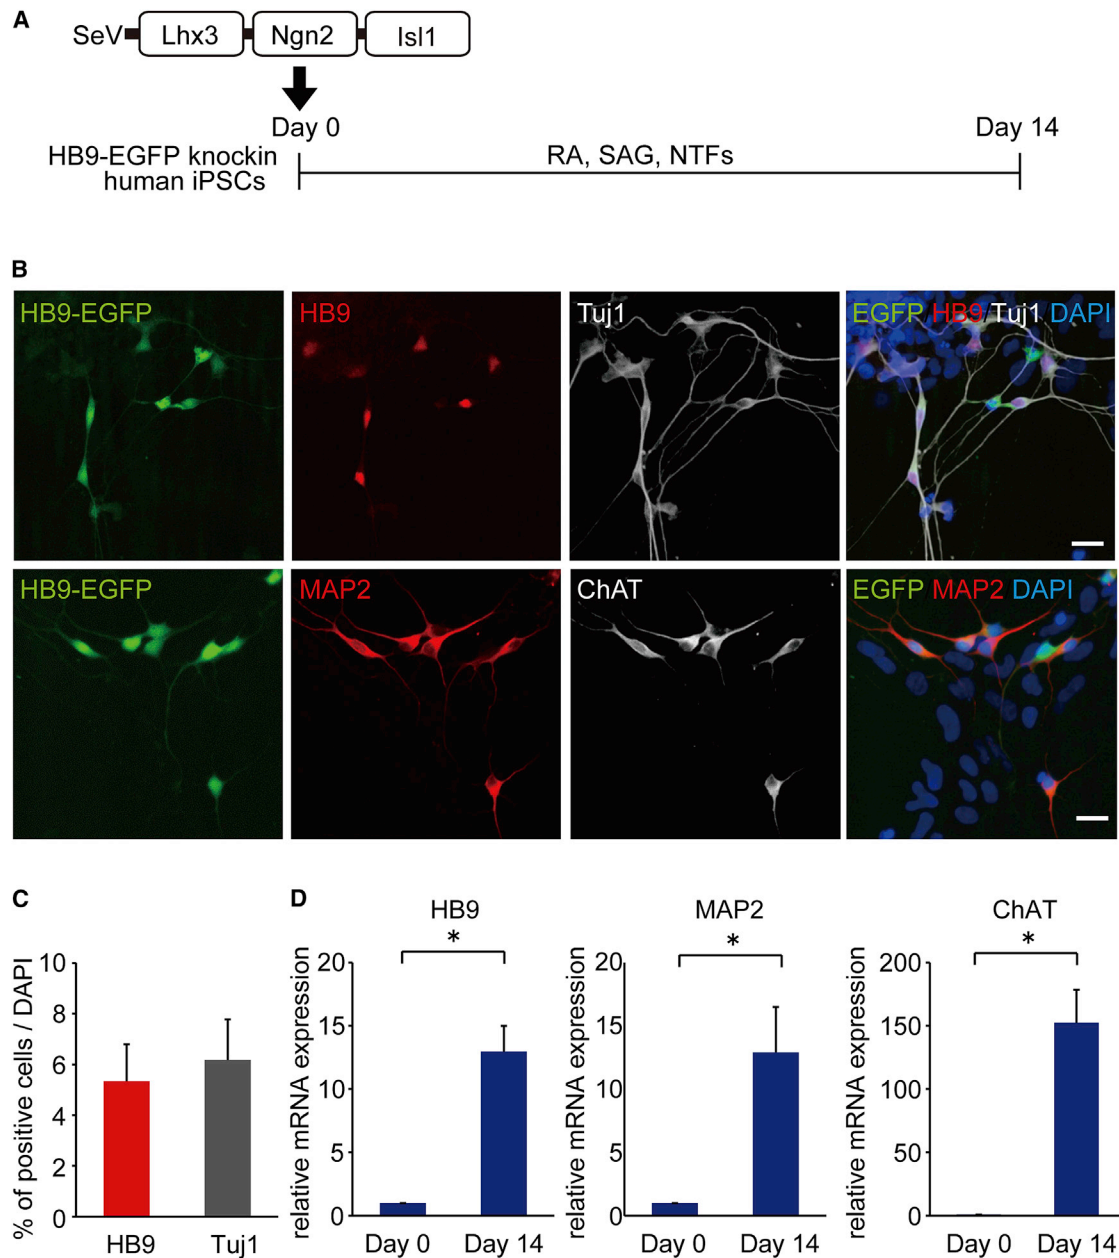 A
SeV Lhx3 Ngn2 Isl1
Day 0 Day 14
HB9-EGFP knockin
human iPSCs
RA, SAG, NTFs
B
HB9-EGFP HB9 Tuj1 EGFP/HB9/Tuj1 DAPI
HB9-EGFP MAP2 ChAT EGFP MAP2 DAPI
C
% of positive cells / DAPI
10
8
6
4
2
0
HB9 Tuj1
D
HB9
*
relative mRNA expression
20
15
10
5
0
Day 0 Day 14
MAP2
*
relative mRNA expression
20
15
10
5
0
Day 0 Day 14
ChAT
*
relative mRNA expression
200
150
100
50
0
Day 0 Day 14